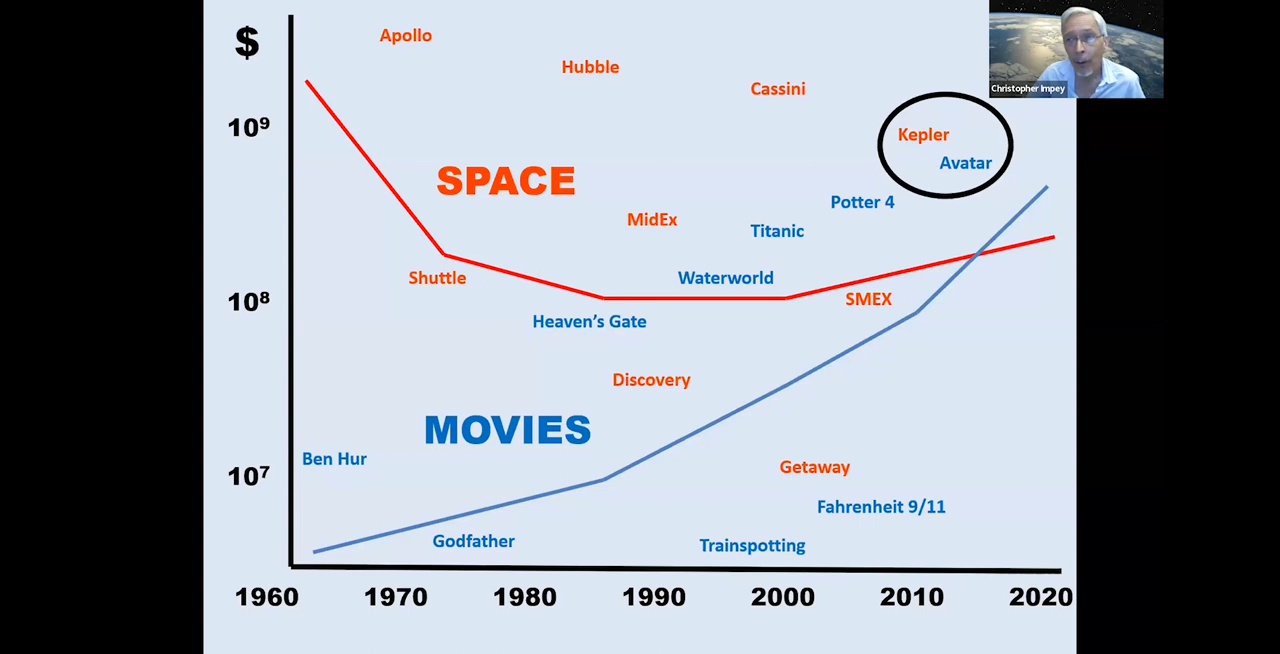 $
Apollo
Hubble
Cassini
Christopher Impey
10⁹
Kepler
Avatar
SPACE
Potter 4
MidEx
Titanic
Shuttle
Waterworld
10⁸
SMEX
Heaven's Gate
Discovery
MOVIES
Ben Hur
10⁷
Getaway
Fahrenheit 9/11
Godfather
Trainspotting
1960 1970 1980 1990 2000 2010 2020